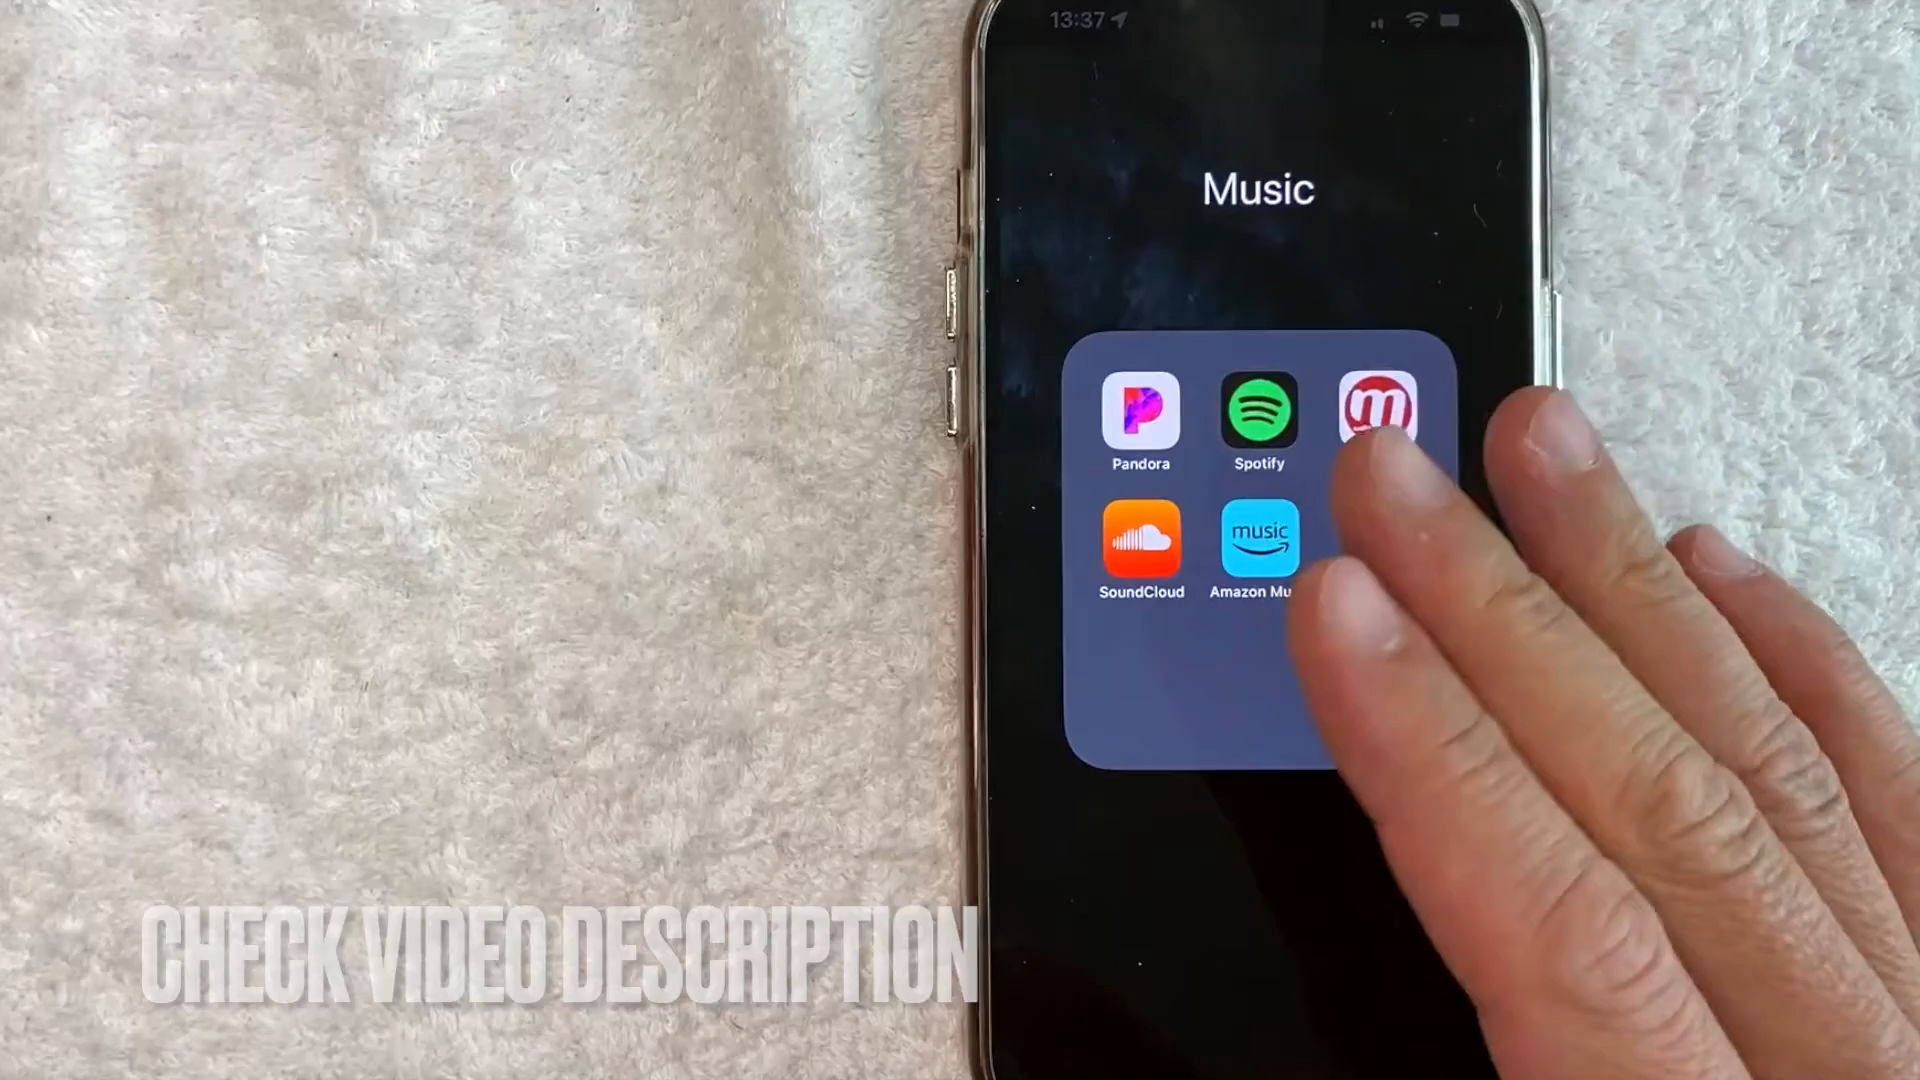 13:37
Music
P
m
Pandora
Spotify
music
SoundCloud
Amazon Mu
CHECK VIDEO DESCRIPTION